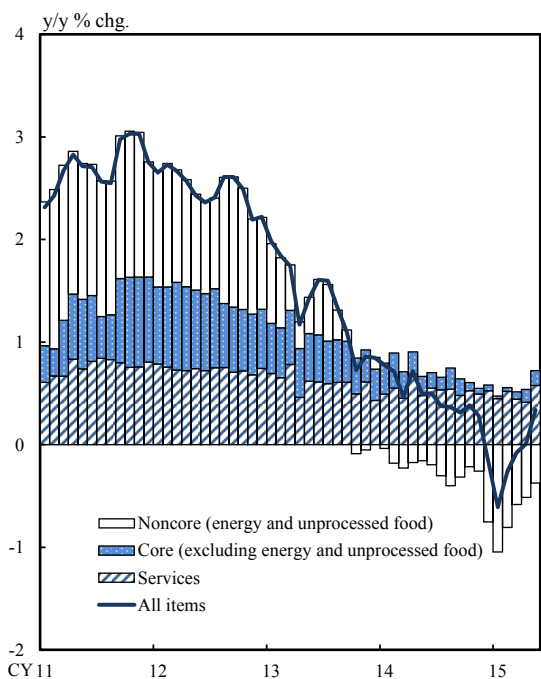 y/y % chg.
4
3
2
1
0
-1
-2
Noncore (energy and unprocessed food)
Core (excluding energy and unprocessed food)
Services
All items
CY 11 12 13 14 15